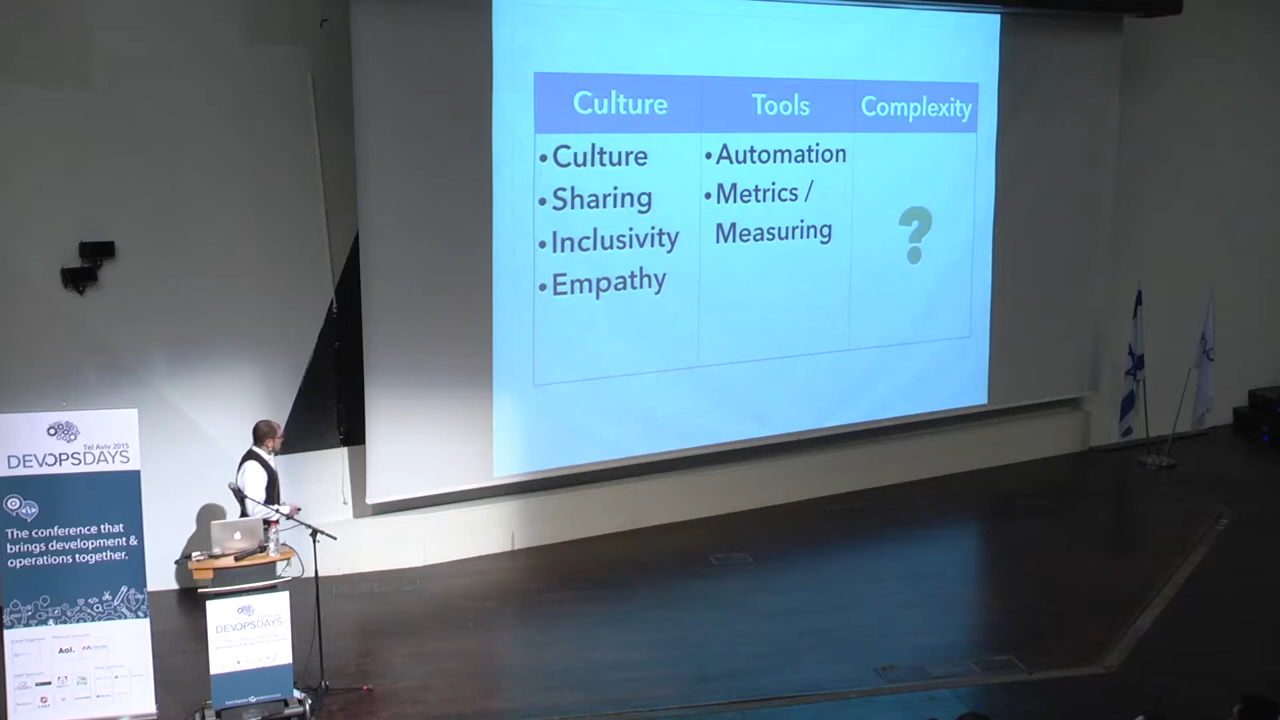 Culture
Tools
Complexity
•Culture
•Sharing
•Inclusivity
•Empathy
•Automation
•Metrics /
Measuring
?
Tel Aviv 2015
DEVOPSDAYS
The conference that
brings development &
operations together.
Aol.
DEVOPSDAYS